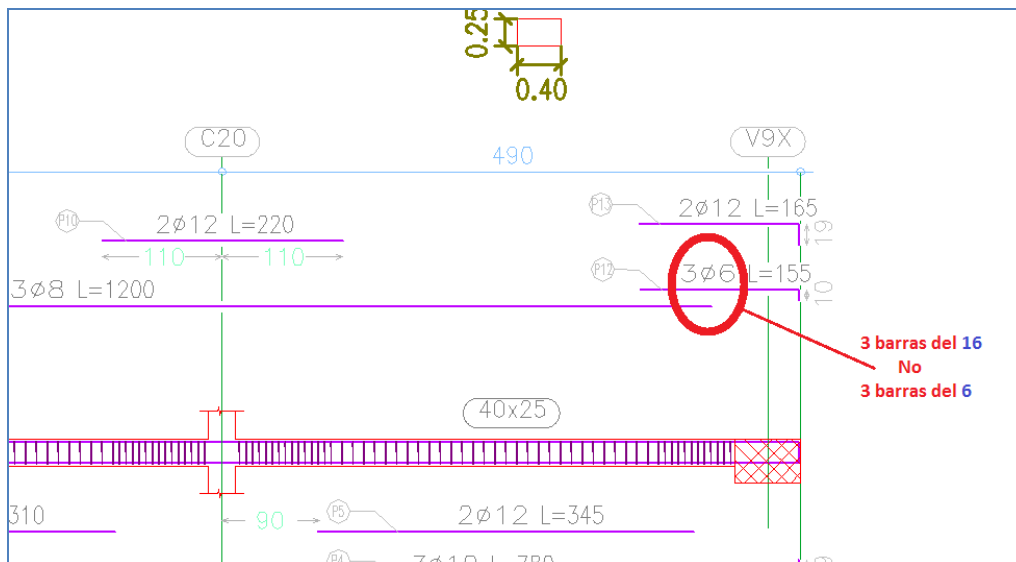 0.25
0.40
C20
V9X
490
P10
2ø12 L=220
110
110
P13
2ø12 L=165
19
P12
3ø6 L=155
10
3ø8 L=1200
3 barras del 16
No
3 barras del 6
40x25
310
90
P5
2ø12 L=345
P4